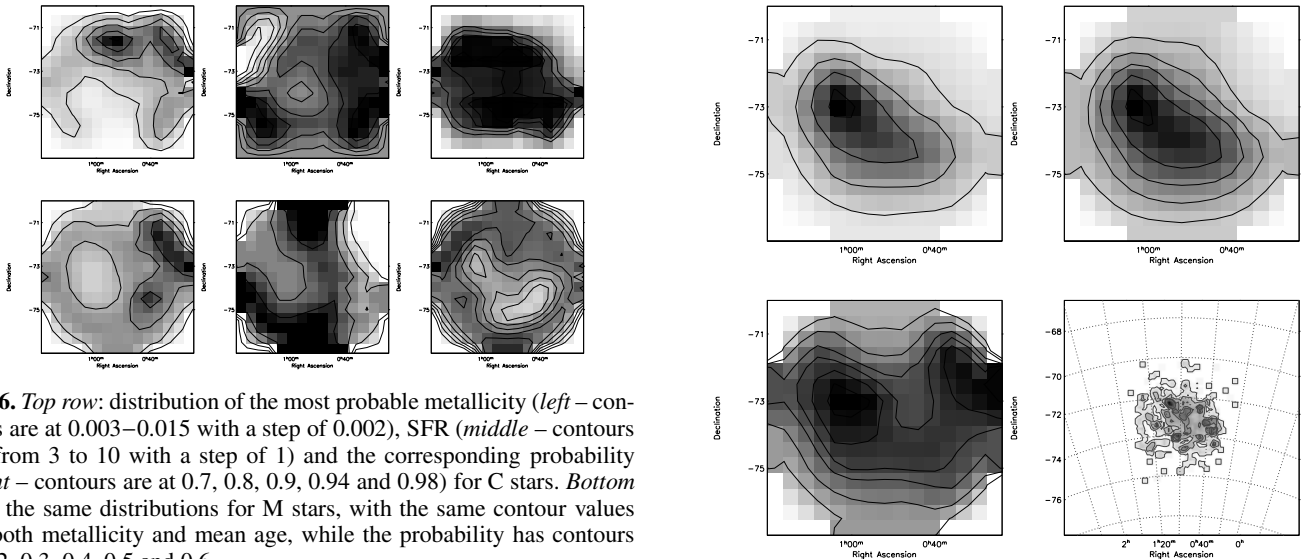 -71
-73
-75
Declination
1ʰ00ᵐ
0ʰ40ᵐ
Right Ascension
-71
-73
-75
Declination
1ʰ00ᵐ
0ʰ40ᵐ
Right Ascension
-71
-73
-75
Declination
1ʰ00ᵐ
0ʰ40ᵐ
Right Ascension
-71
-73
-75
Declination
1ʰ00ᵐ
0ʰ40ᵐ
Right Ascension
-71
-73
-75
Declination
1ʰ00ᵐ
0ʰ40ᵐ
Right Ascension
-71
-73
-75
Declination
1ʰ00ᵐ
0ʰ40ᵐ
Right Ascension
6. Top row: distribution of the most probable metallicity (left – con-
s are at 0.003–0.015 with a step of 0.002), SFR (middle – contours
from 3 to 10 with a step of 1) and the corresponding probability
nt – contours are at 0.7, 0.8, 0.9, 0.94 and 0.98) for C stars. Bottom
the same distributions for M stars, with the same contour values
both metallicity and mean age, while the probability has contours
2, 0.3, 0.4, 0.5 and 0.6
-71
-73
-75
Declination
1ʰ00ᵐ
0ʰ40ᵐ
Right Ascension
-71
-73
-75
Declination
1ʰ00ᵐ
0ʰ40ᵐ
Right Ascension
-71
-73
-75
Declination
1ʰ00ᵐ
0ʰ40ᵐ
Right Ascension
-68
-70
-72
-74
-76
Declination
2ʰ
1ʰ20ᵐ
0ʰ40ᵐ
0ʰ
Right Ascension